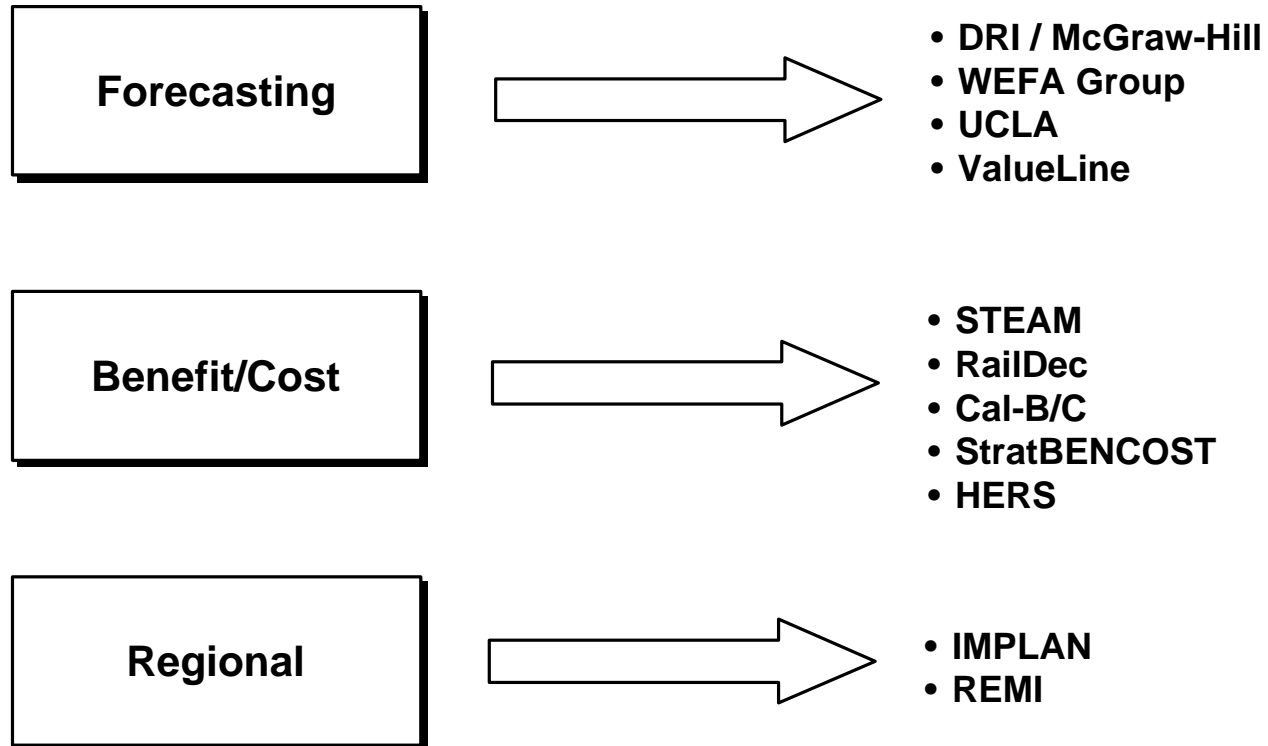 Forecasting
• DRI / McGraw-Hill
• WEFA Group
• UCLA
• ValueLine
Benefit/Cost
• STEAM
• RailDec
• Cal-B/C
• StratBENCOST
• HERS
Regional
• IMPLAN
• REMI